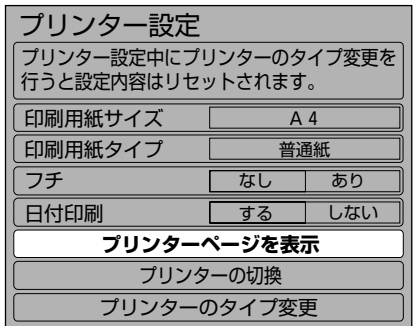 プリンター設定
プリンター設定中にプリンターのタイプ変更を
行うと設定内容はリセットされます。
印刷用紙サイズ A 4
印刷用紙タイプ 普通紙
フチ なし あり
日付印刷 する しない
プリンターページを表示
プリンターの切換
プリンターのタイプ変更